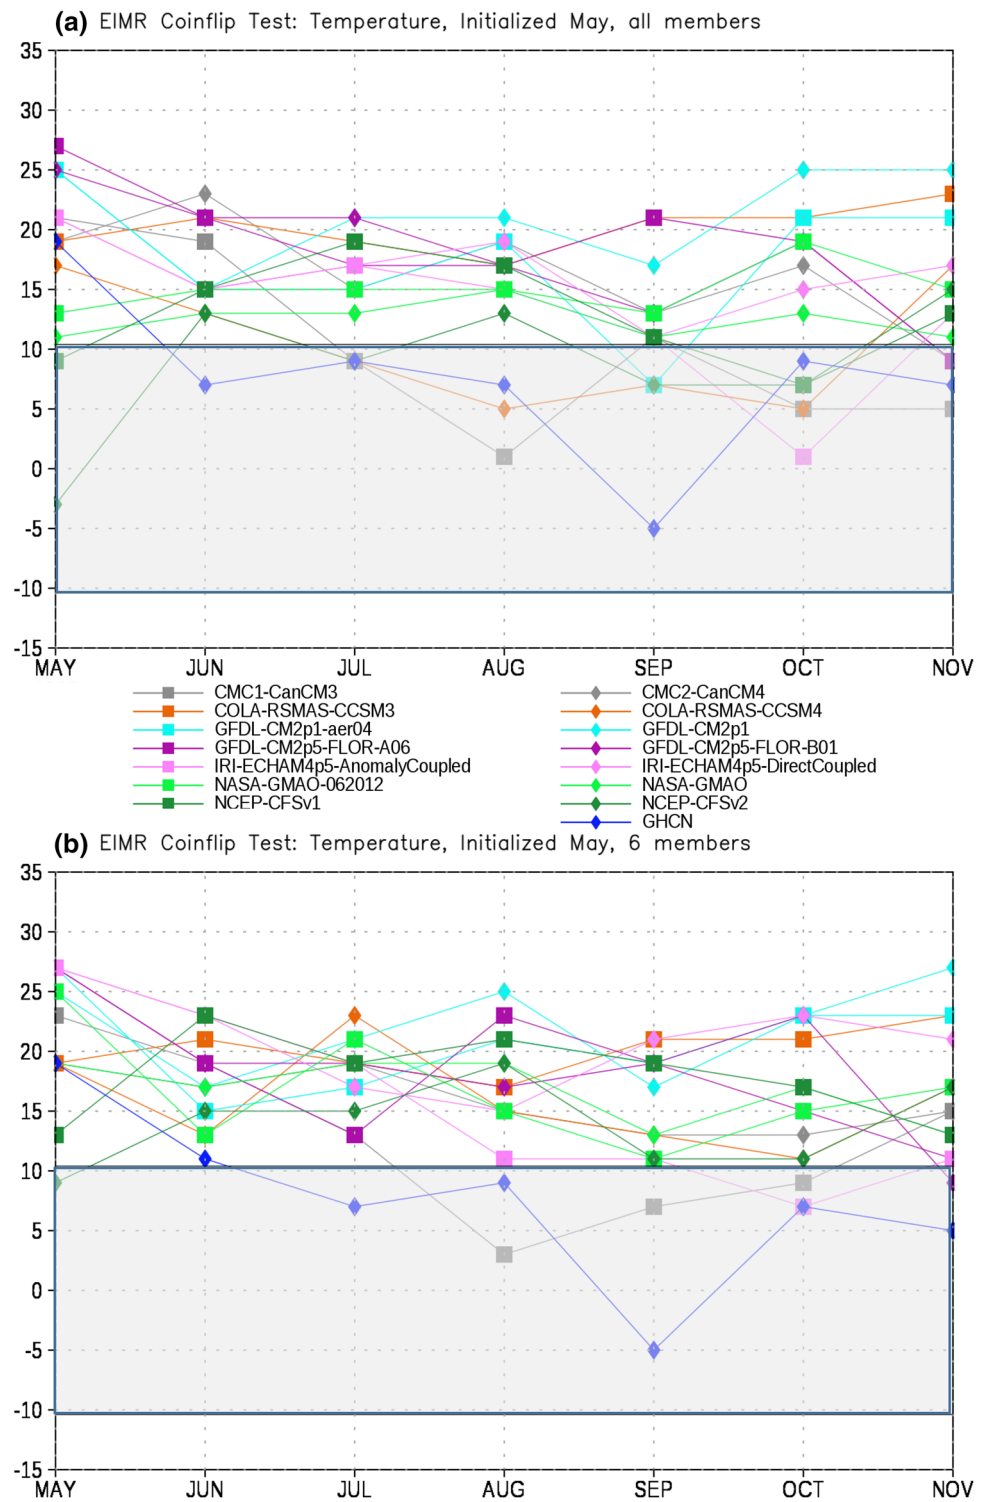 (a) EIMR Coinflip Test: Temperature, Initialized May, all members
35
30
25
20
15
10
5
0
-5
-10
-15
MAY JUN JUL AUG SEP OCT NOV
CMC1-CanCM3 CMC2-CanCM4
COLA-RSMAS-CCSM3 COLA-RSMAS-CCSM4
GFDL-CM2p1-aer04 GFDL-CM2p1
GFDL-CM2p5-FLOR-A06 GFDL-CM2p5-FLOR-B01
IRI-ECHAM4p5-AnomalyCoupled IRI-ECHAM4p5-DirectCoupled
NASA-GMAO-062012 NASA-GMAO
NCEP-CFSv1 NCEP-CFSv2
GHCN
(b) EIMR Coinflip Test: Temperature, Initialized May, 6 members
35
30
25
20
15
10
5
0
-5
-10
-15
MAY JUN JUL AUG SEP OCT NOV